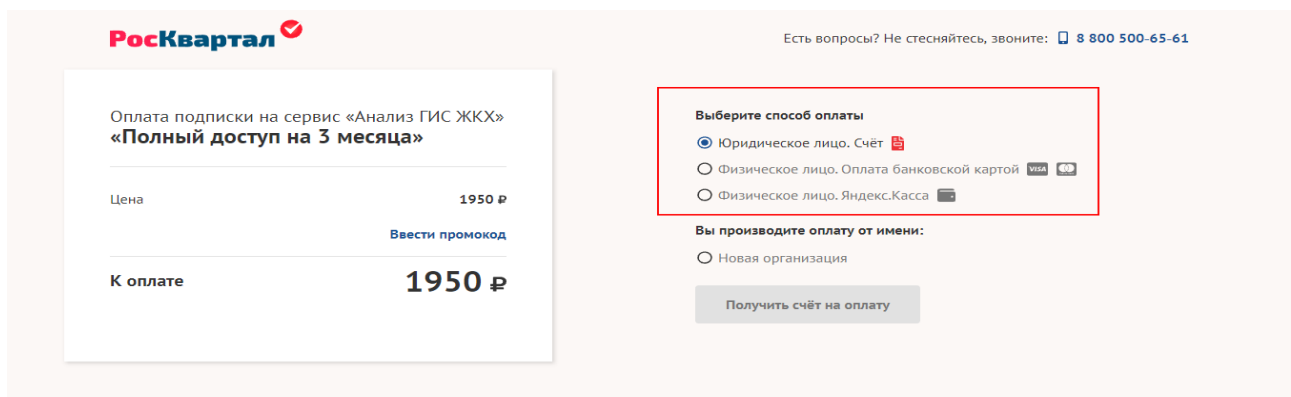 РосКвартал
Есть вопросы? Не стесняйтесь, звоните: 8 800 500-65-61
Оплата подписки на сервис «Анализ ГИС ЖКХ»
«Полный доступ на 3 месяца»
Цена 1950 ₽
Ввести промокод
К оплате 1950 ₽
Выберите способ оплаты
Юридическое лицо. Счёт
Физическое лицо. Оплата банковской картой VISA
Физическое лицо. Яндекс.Касса
Вы производите оплату от имени:
Новая организация
Получить счёт на оплату